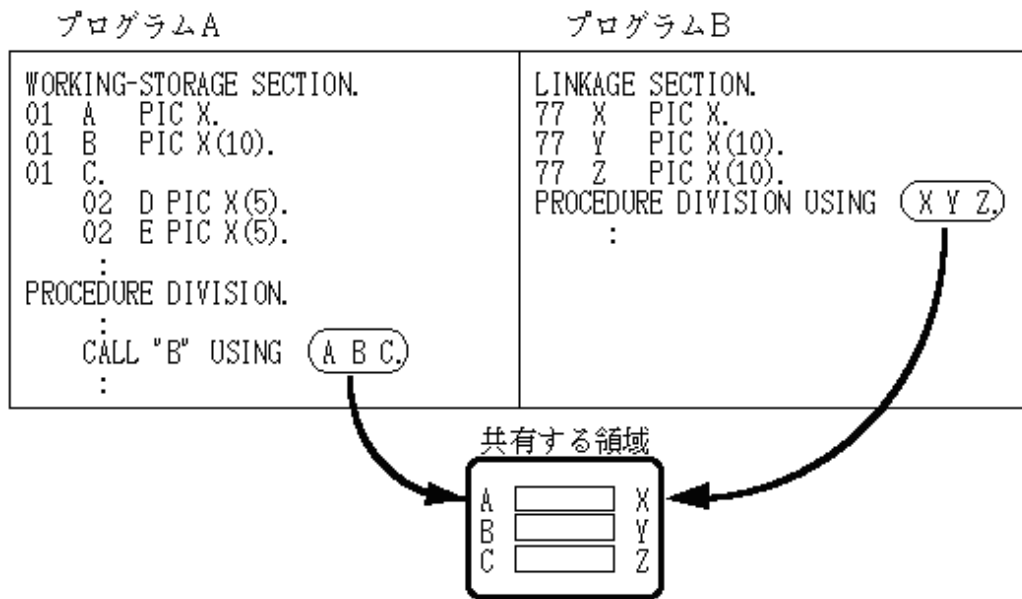 プログラムA
WORKING-STORAGE SECTION.
01 A PIC X.
01 B PIC X(10).
01 C.
02 D PIC X(5).
02 E PIC X(5).
:
PROCEDURE DIVISION.
:
CALL "B" USING A B C.
:
プログラムB
LINKAGE SECTION.
77 X PIC X.
77 Y PIC X(10).
77 Z PIC X(10).
PROCEDURE DIVISION USING X Y Z.
:
共有する領域
A X
B Y
C Z